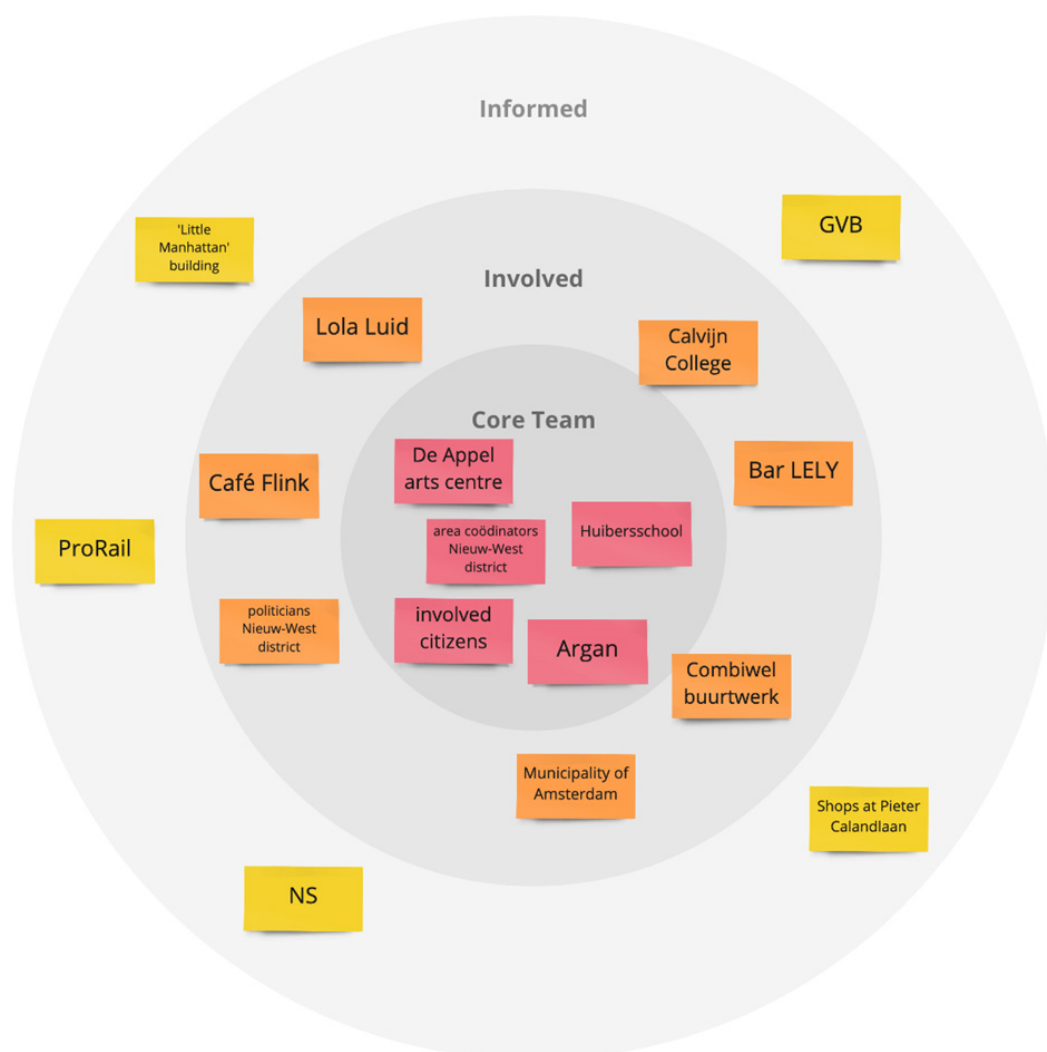 Informed
'Little
Manhattan'
building
GVB
Involved
Lola Luid
Calvijn
College
Core Team
De Appel
arts centre
Café Flink
Bar LELY
area coödinators
Nieuw-West
district
Huibersschool
ProRail
politicians
Nieuw-West
district
involved
citizens
Argan
Combiwel
buurtwerk
Municipality of
Amsterdam
Shops at Pieter
Calandlaan
NS